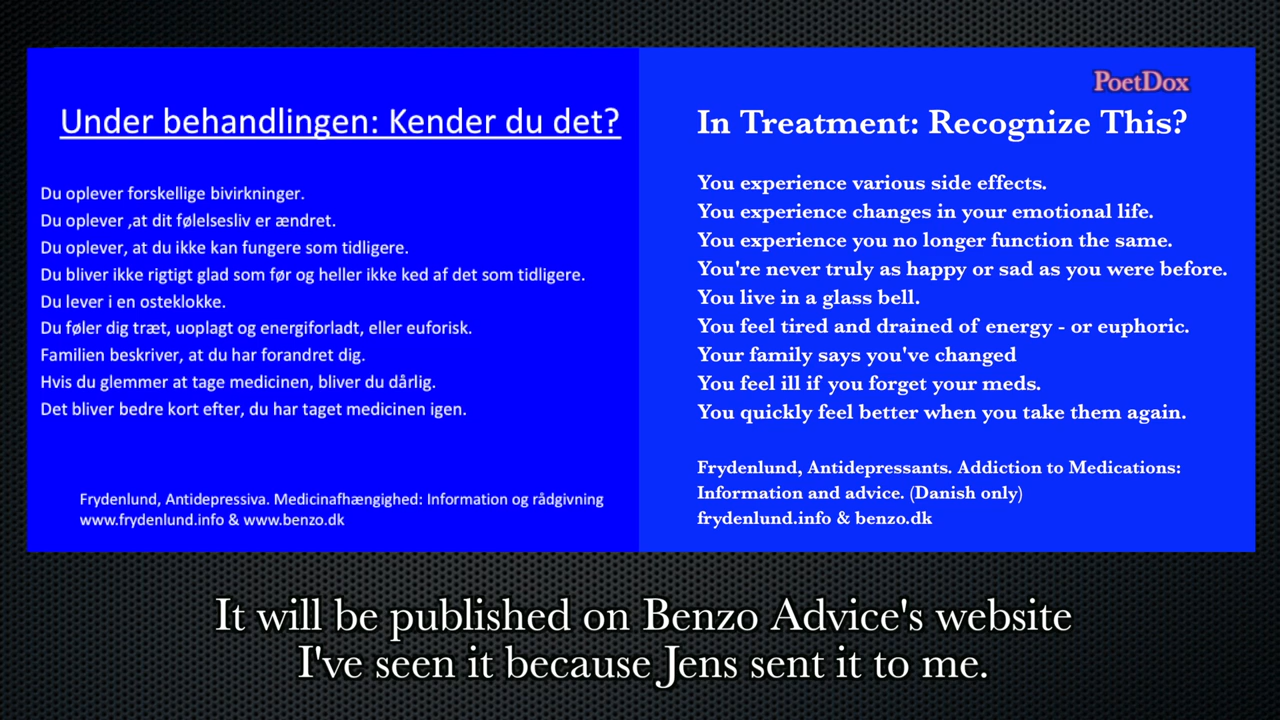 Under behandlingen: Kender du det?
Du oplever forskellige bivirkninger.
Du oplever ,at dit følelsesliv er ændret.
Du oplever, at du ikke kan fungere som tidligere.
Du bliver ikke rigtigt glad som før og heller ikke ked af det som tidligere.
Du lever i en osteklokke.
Du føler dig træt, uoplagt og energiforladt, eller euforisk.
Familien beskriver, at du har forandret dig.
Hvis du glemmer at tage medicinen, bliver du dårlig.
Det bliver bedre kort efter, du har taget medicinen igen.
Frydenlund, Antidepressiva. Medicinafhængighed: Information og rådgivning
www.frydenlund.info & www.benzo.dk
PoetDox
In Treatment: Recognize This?
You experience various side effects.
You experience changes in your emotional life.
You experience you no longer function the same.
You're never truly as happy or sad as you were before.
You live in a glass bell.
You feel tired and drained of energy - or euphoric.
Your family says you've changed
You feel ill if you forget your meds.
You quickly feel better when you take them again.
Frydenlund, Antidepressants. Addiction to Medications:
Information and advice. (Danish only)
frydenlund.info & benzo.dk
It will be published on Benzo Advice's website
I've seen it because Jens sent it to me.